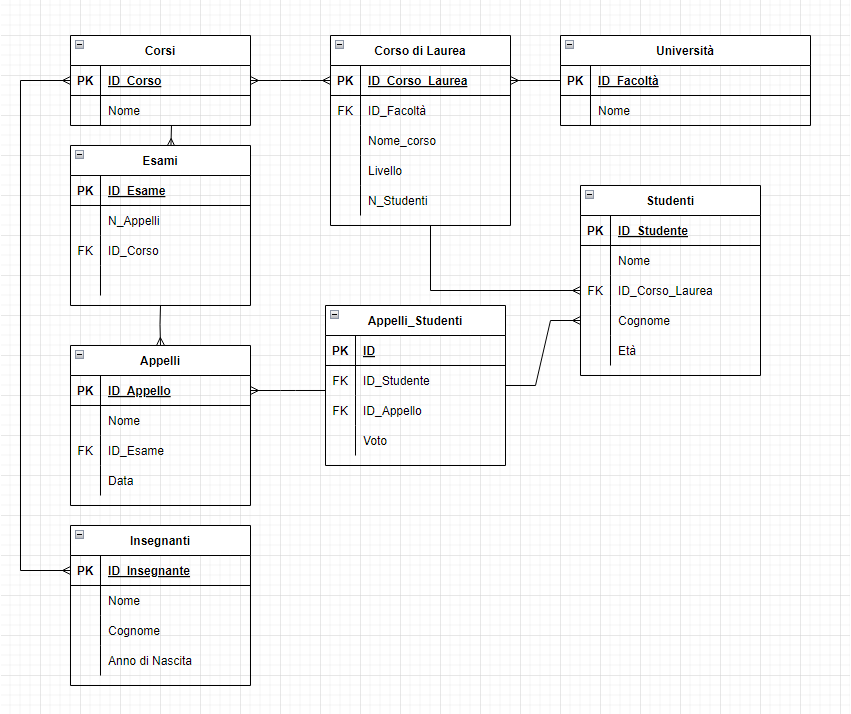 Corsi
PK ID_Corso
Nome
Corso di Laurea
PK ID_Corso_Laurea
FK ID_Facoltà
Nome_corso
Livello
N_Studenti
Università
PK ID_Facoltà
Nome
Esami
PK ID_Esame
N_Appelli
FK ID_Corso
Studenti
PK ID_Studente
Nome
FK ID_Corso_Laurea
Cognome
Età
Appelli_Studenti
PK ID
FK ID_Studente
FK ID_Appello
Voto
Appelli
PK ID_Appello
Nome
FK ID_Esame
Data
Insegnanti
PK ID_Insegnante
Nome
Cognome
Anno di Nascita